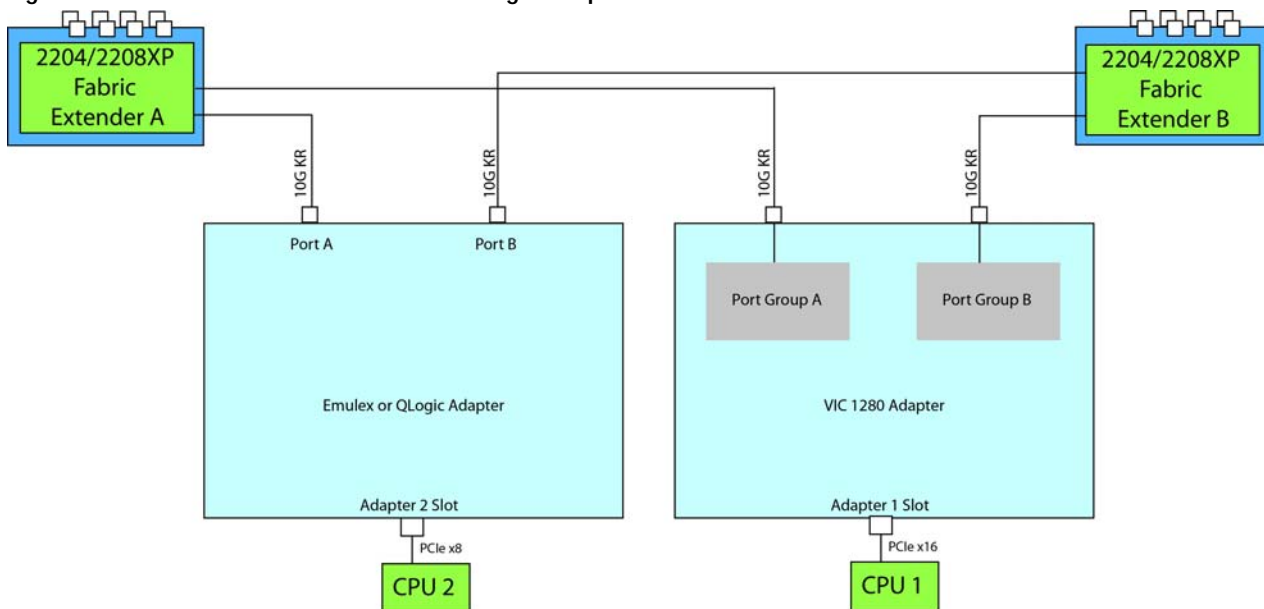 2204/2208XP
Fabric
Extender A
2204/2208XP
Fabric
Extender B
10G KR
10G KR
10G KR
10G KR
Port A
Port B
Port Group A
Port Group B
Emulex or QLogic Adapter
VIC 1280 Adapter
Adapter 2 Slot
Adapter 1 Slot
PCIe x8
PCIe x16
CPU 2
CPU 1